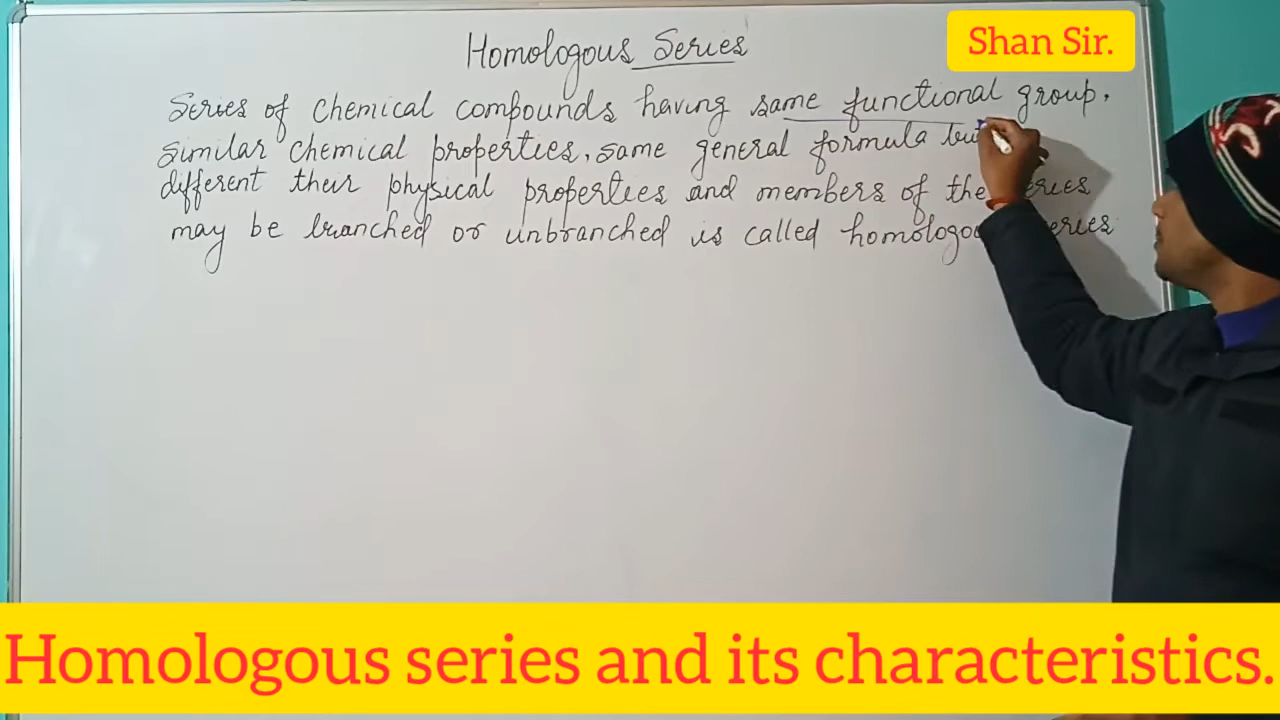 Homologous Series
Shan Sir.
Series of Chemical compounds having same functional group,
similar chemical properties, same general formula but
different their physical properties and members of the
may be branched or unbranched is called
Homologous series and its characteristics.